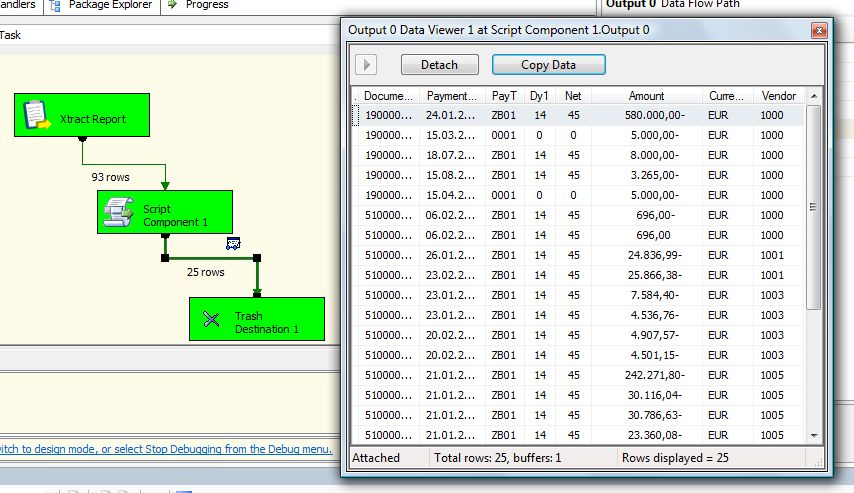 anders
Package Explorer
Progress
Output 0 Data Flow Path
Task
Output 0 Data Viewer 1 at Script Component 1.Output 0
Detach
Copy Data
. Docume... Payment... PayT Dy1 Net Amount Curre... Vendor
190000... 24.01.2... ZB01 14 45 580.000,00- EUR 1000
190000... 15.03.2... 0001 0 0 5.000,00- EUR 1000
190000... 18.07.2... ZB01 14 45 8.000,00- EUR 1000
190000... 15.08.2... ZB01 14 45 3.265,00- EUR 1000
190000... 15.04.2... 0001 0 0 5.000,00- EUR 1000
510000... 06.02.2... ZB01 14 45 696,00- EUR 1000
510000... 06.02.2... ZB01 14 45 696,00 EUR 1000
510000... 26.01.2... ZB01 14 45 24.836,99- EUR 1001
510000... 23.02.2... ZB01 14 45 25.866,38- EUR 1001
510000... 23.01.2... ZB01 14 45 7.584,40- EUR 1003
510000... 23.01.2... ZB01 14 45 4.536,76- EUR 1003
510000... 20.02.2... ZB01 14 45 4.907,57- EUR 1003
510000... 20.02.2... ZB01 14 45 4.501,15- EUR 1003
510000... 21.01.2... ZB01 14 45 242.271,80- EUR 1005
510000... 21.01.2... ZB01 14 45 30.116,04- EUR 1005
510000... 21.01.2... ZB01 14 45 30.786,63- EUR 1005
510000... 21.01.2... ZB01 14 45 23.360,08- EUR 1005
Attached Total rows: 25, buffers: 1 Rows displayed = 25
Xtract Report
93 rows
Script
Component 1
25 rows
Trash
Destination 1
witch to design mode, or select Stop Debugging from the Debug menu.